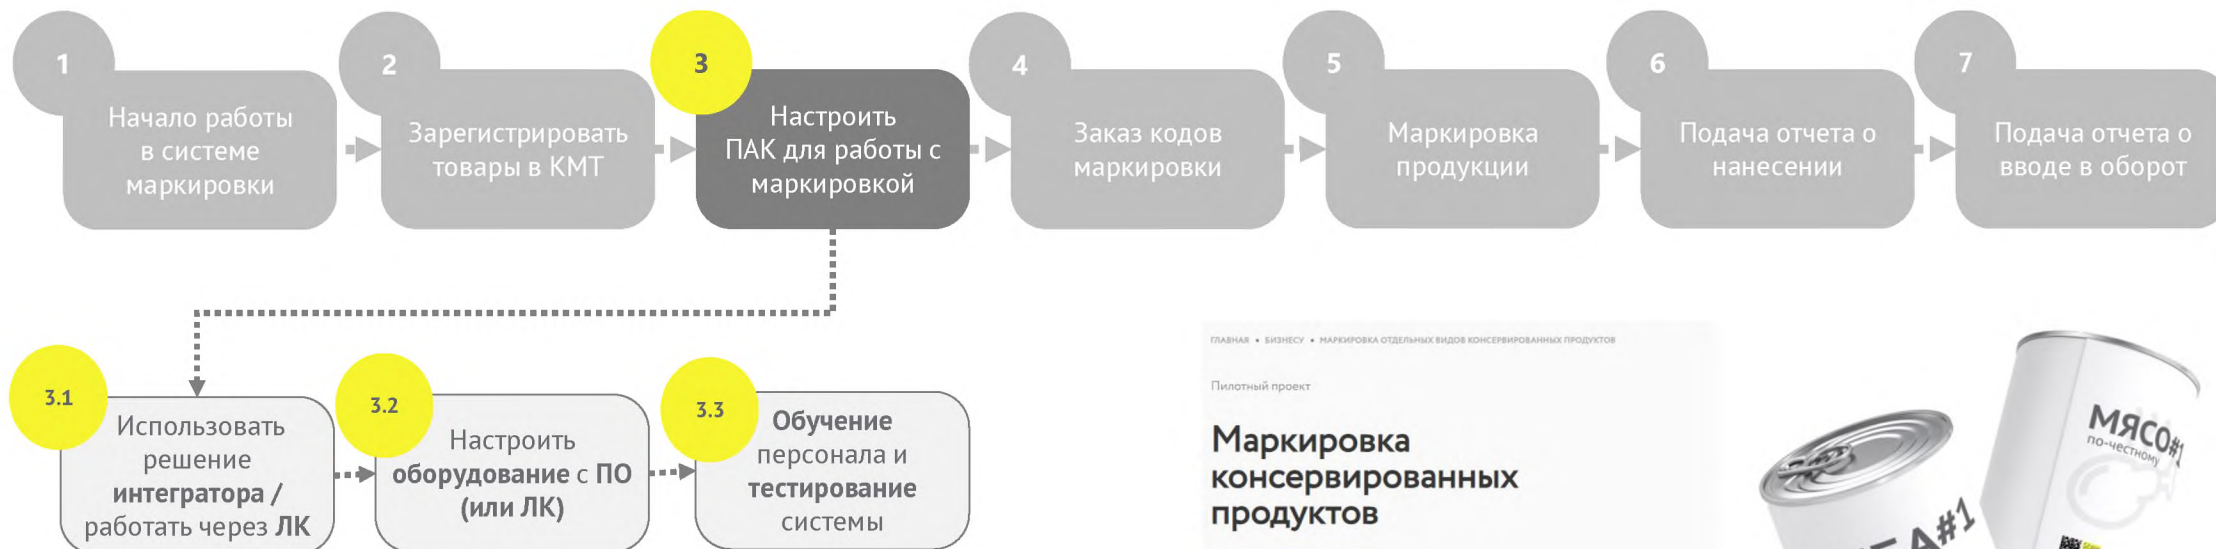 1
Начало работы
в системе
маркировки
2
Зарегистрировать
товары в КМТ
3
Настроить
ПАК для работы с
маркировкой
4
Заказ кодов
маркировки
5
Маркировка
продукции
6
Подача отчета о
нанесении
7
Подача отчета о
вводе в оборот
3.1
Использовать
решение
интегратора /
работать через ЛК
3.2
Настроить
оборудование с ПО
(или ЛК)
3.3
Обучение
персонала и
тестирование
системы
ГЛАВНАЯ • БИЗНЕСУ • МАРКИРОВКА ОТДЕЛЬНЫХ ВИДОВ КОНСЕРВИРОВАННЫХ ПРОДУКТОВ
Пилотный проект
Маркировка
консервированных
продуктов
МЯСО#1
по-честному